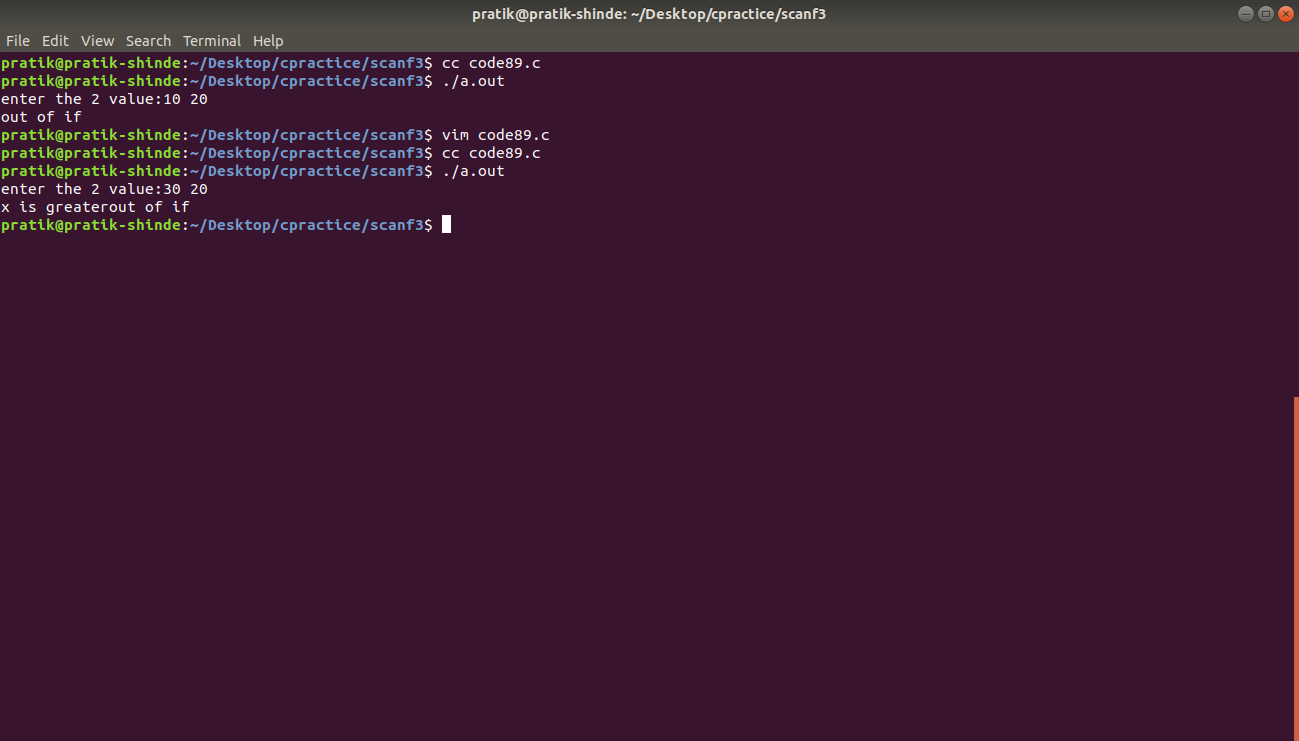 pratik@pratik-shinde: ~/Desktop/cpractice/scanf3
File Edit View Search Terminal Help
pratik@pratik-shinde:~/Desktop/cpractice/scanf3$ cc code89.c
pratik@pratik-shinde:~/Desktop/cpractice/scanf3$ ./a.out
enter the 2 value:10 20
out of if
pratik@pratik-shinde:~/Desktop/cpractice/scanf3$ vim code89.c
pratik@pratik-shinde:~/Desktop/cpractice/scanf3$ cc code89.c
pratik@pratik-shinde:~/Desktop/cpractice/scanf3$ ./a.out
enter the 2 value:30 20
x is greaterout of if
pratik@pratik-shinde:~/Desktop/cpractice/scanf3$